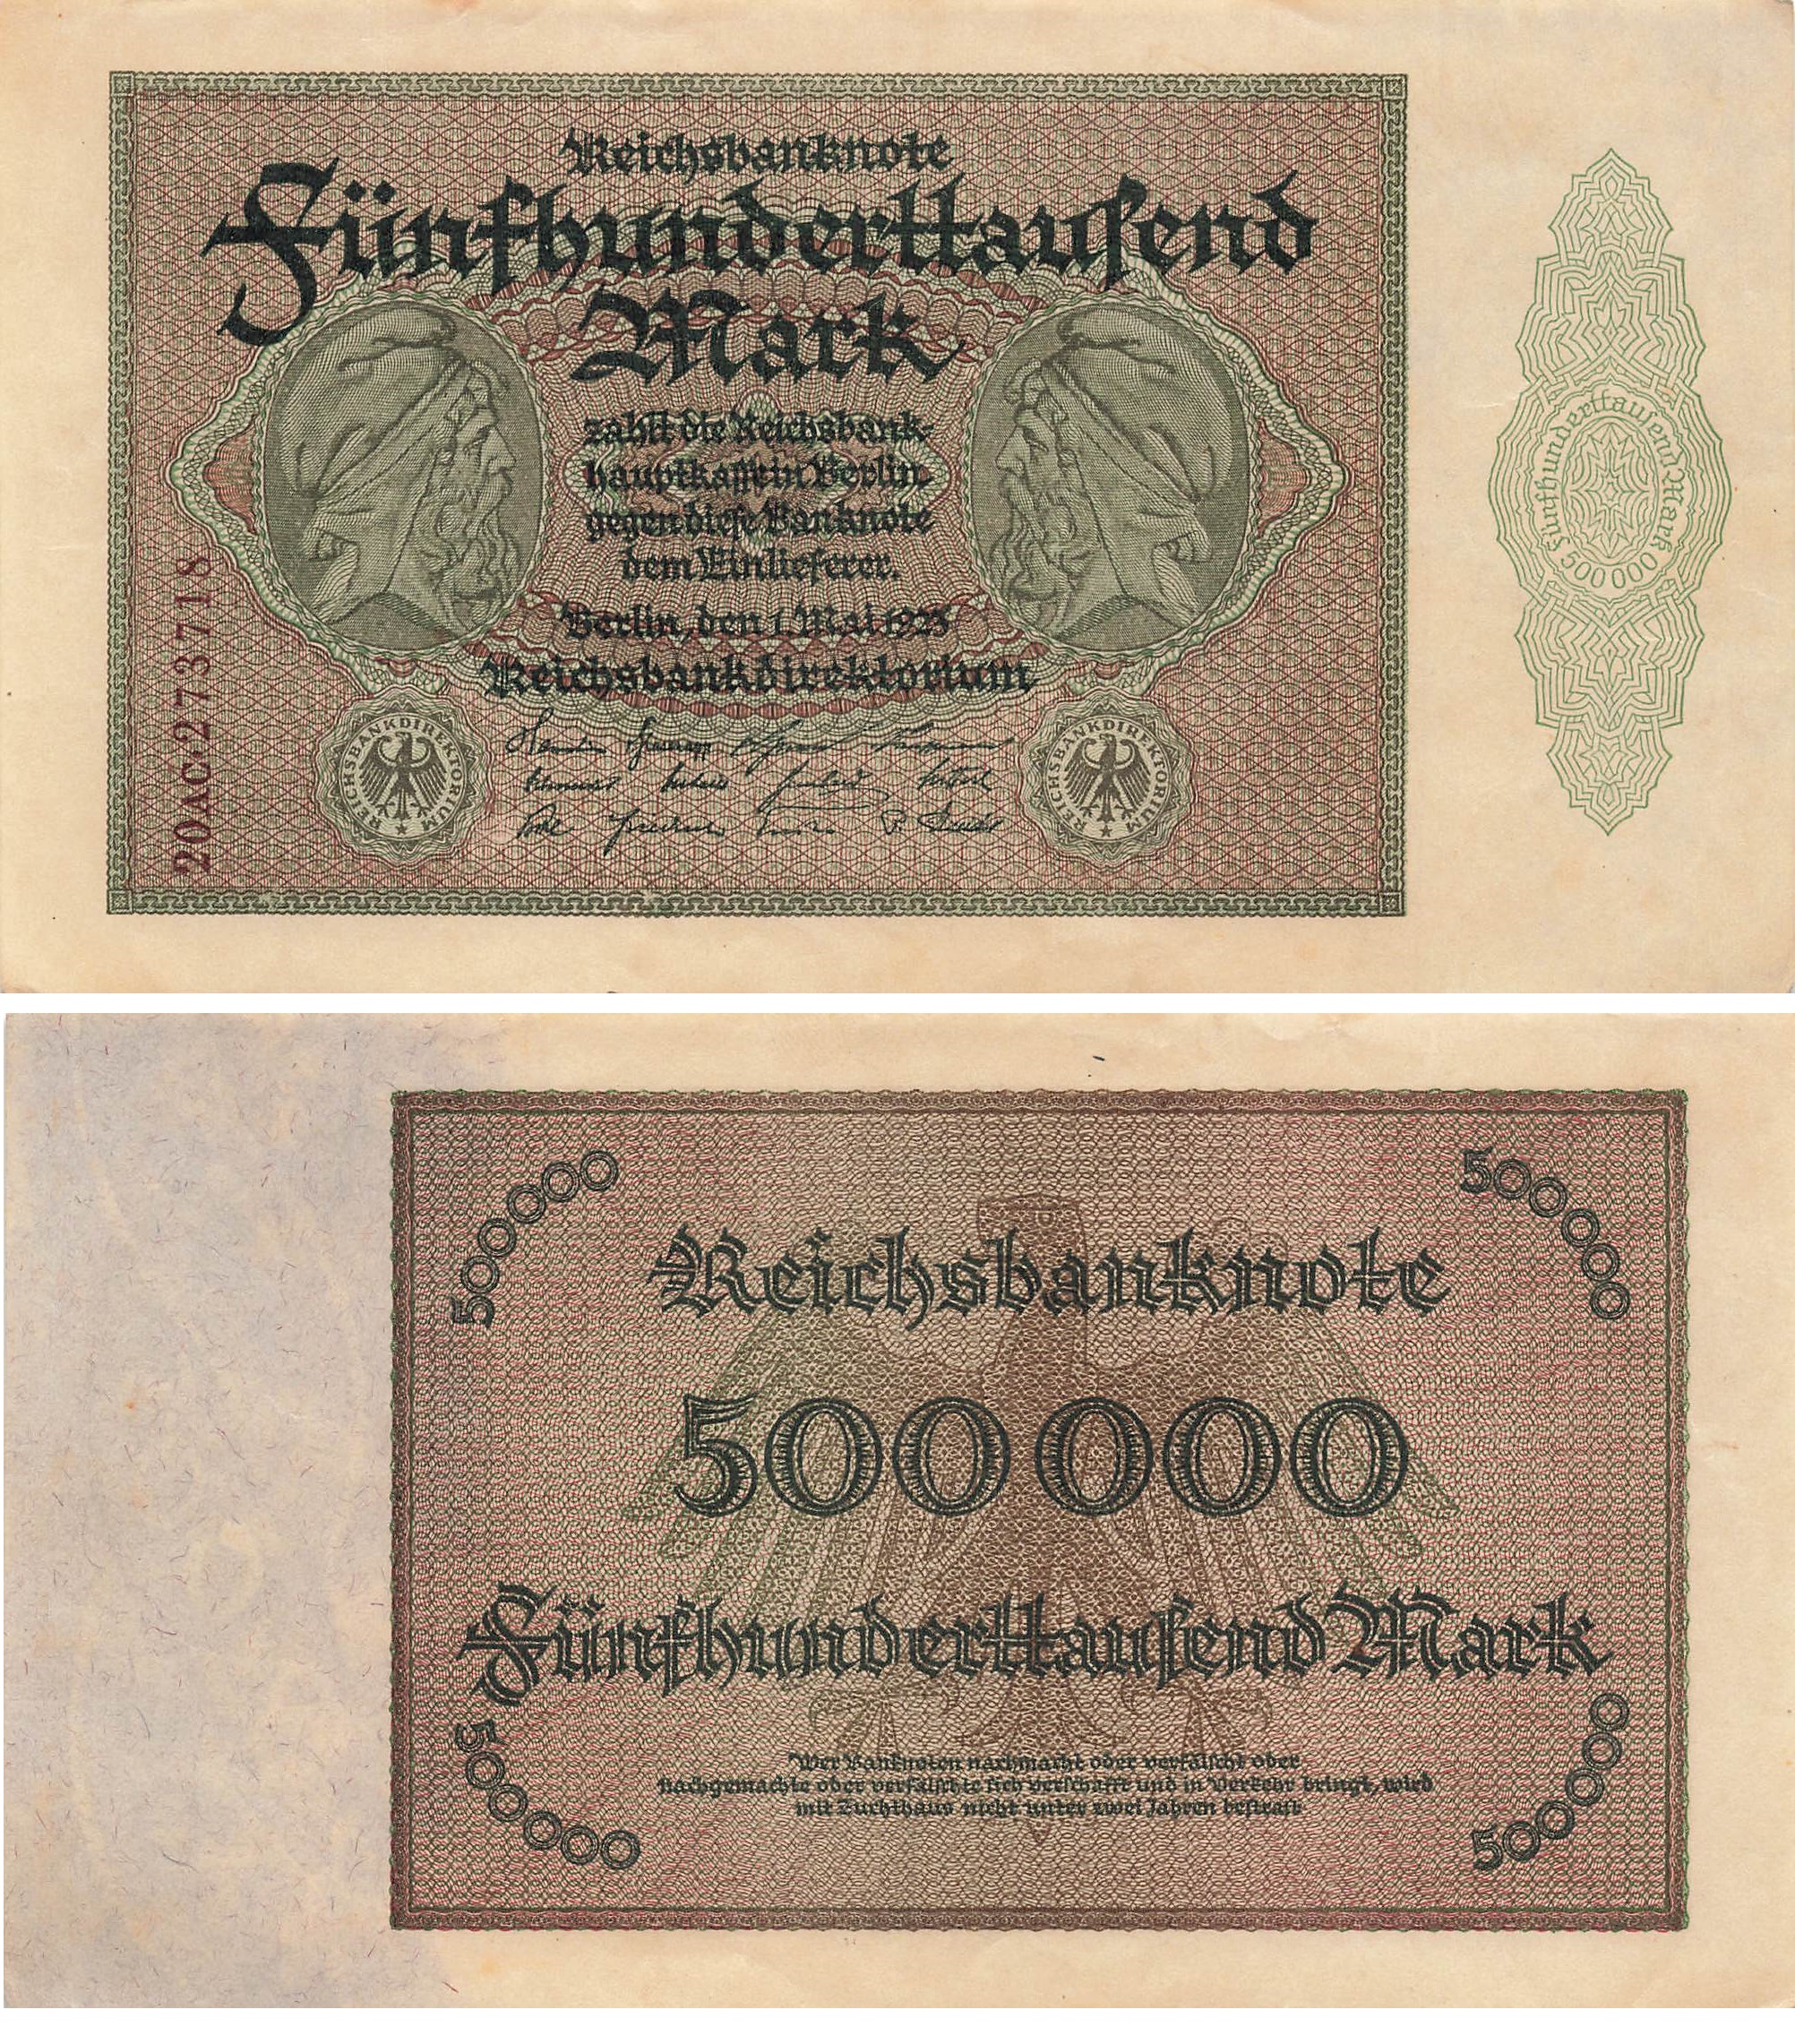 Reichsbanknote
Fünfhunderttauſend
Mark
zahlt die Reichsbank-
hauptkaſſe in Berlin
gegen dieſe Banknote
dem Einlieferer.
Berlin, den 1. Mai 1923
Reichsbankdirektorium
REICHSBANKDIREKTORIUM
REICHSBANKDIREKTORIUM
20AC·273718
Fünfhunderttauſend Mark
500000
500000
500000
Reichsbanknote
500 000
Fünfhunderttauſend Mark
Wer Banknoten nachmacht oder verfälſcht oder
nachgemachte oder verfälſchte ſich verſchafft und in Verkehr bringt, wird
mit Zuchthaus nicht unter zwei Jahren beſtraft
500000
500000